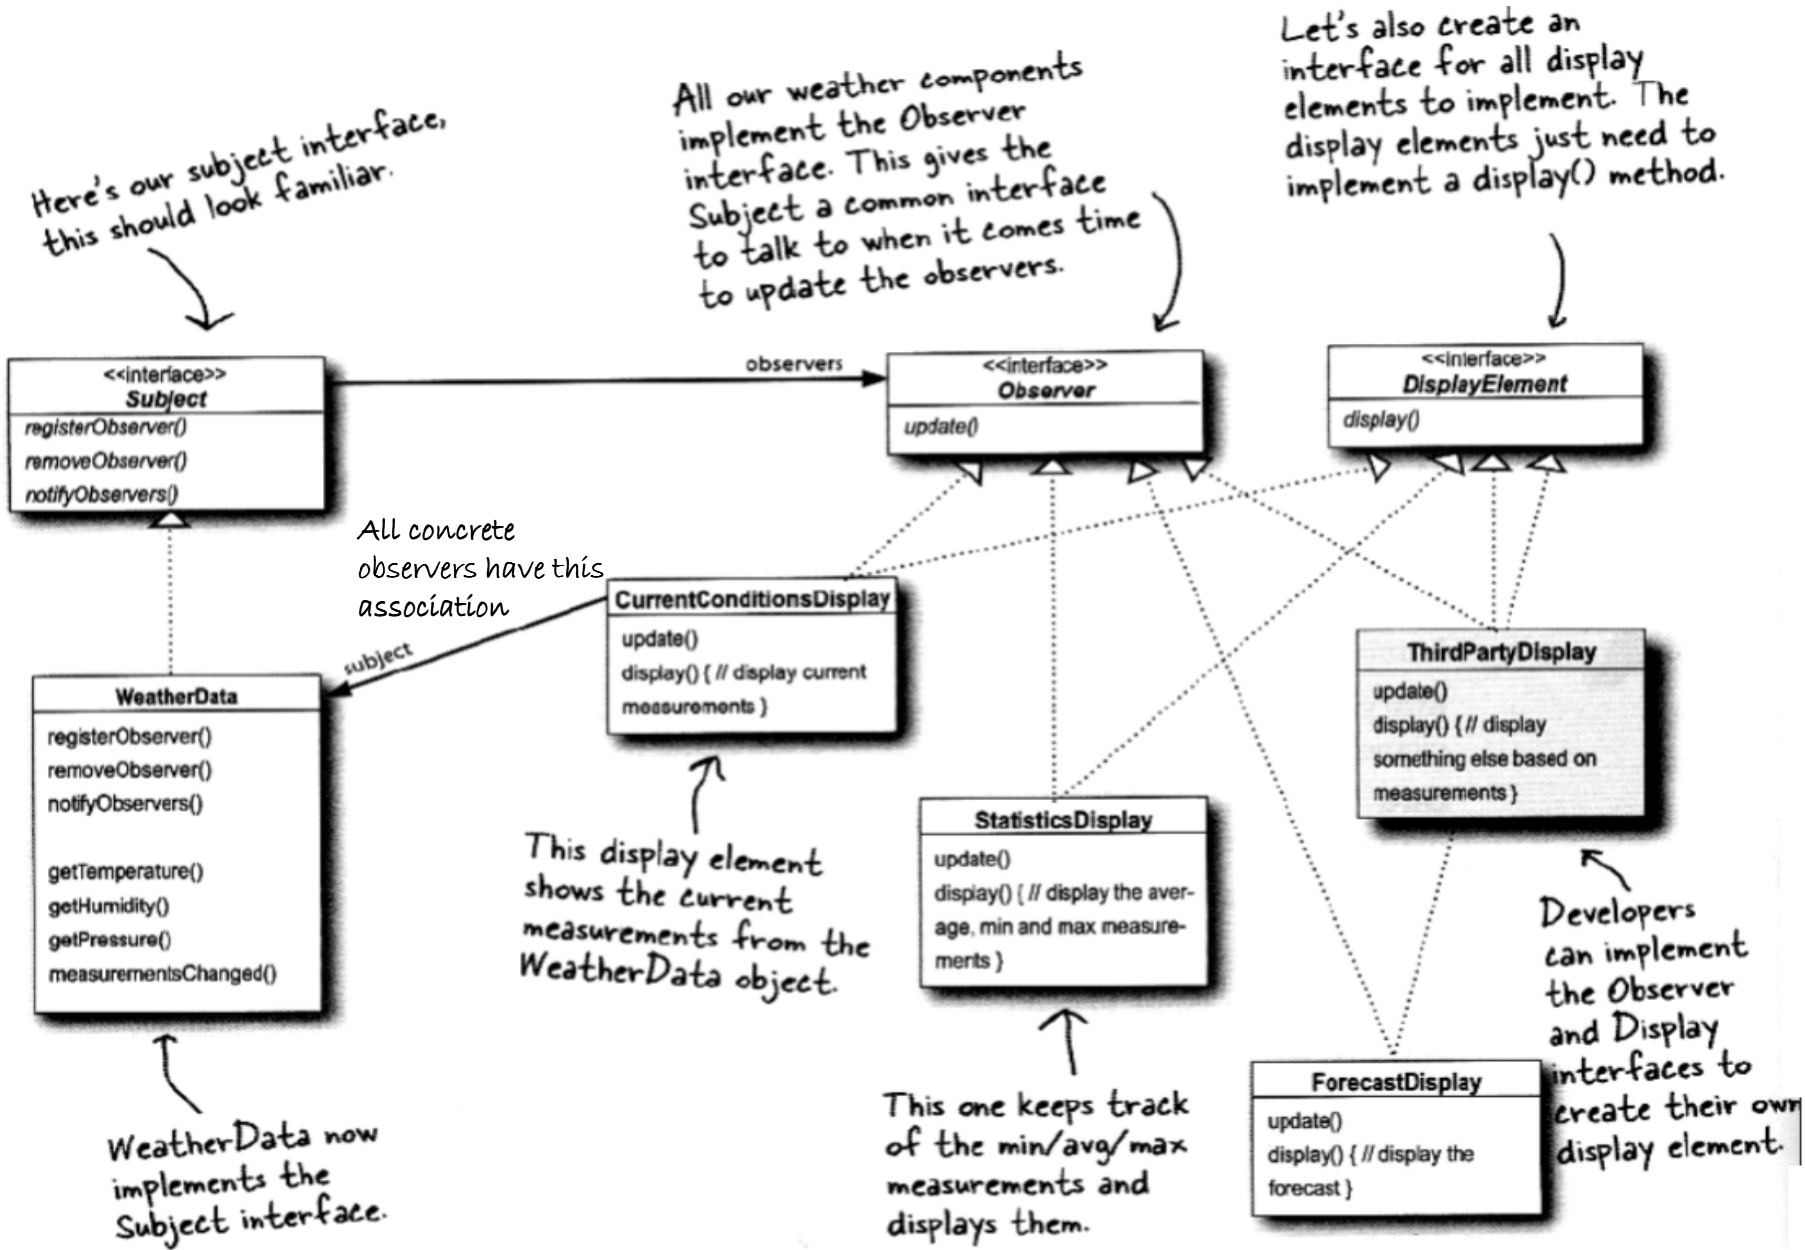 Here's our subject interface,
this should look familiar.
All our weather components
implement the Observer
interface. This gives the
Subject a common interface
to talk to when it comes time
to update the observers.
Let's also create an
interface for all display
elements to implement. The
display elements just need to
implement a display() method.
<<interface>>
Subject
registerObserver()
removeObserver()
notifyObservers()
observers
<<interface>>
Observer
update()
<<interface>>
DisplayElement
display()
All concrete
observers have this
association
subject
WeatherData
registerObserver()
removeObserver()
notifyObservers()
getTemperature()
getHumidity()
getPressure()
measurementsChanged()
CurrentConditionsDisplay
update()
display() { // display current
measurements }
ThirdPartyDisplay
update()
display() { // display
something else based on
measurements }
StatisticsDisplay
update()
display() { // display the aver-
age, min and max measure-
ments }
This display element
shows the current
measurements from the
WeatherData object.
Developers
can implement
the Observer
and Display
interfaces to
create their own
display element.
ForecastDisplay
update()
display() { // display the
forecast }
WeatherData now
implements the
Subject interface.
This one keeps track
of the min/avg/max
measurements and
displays them.